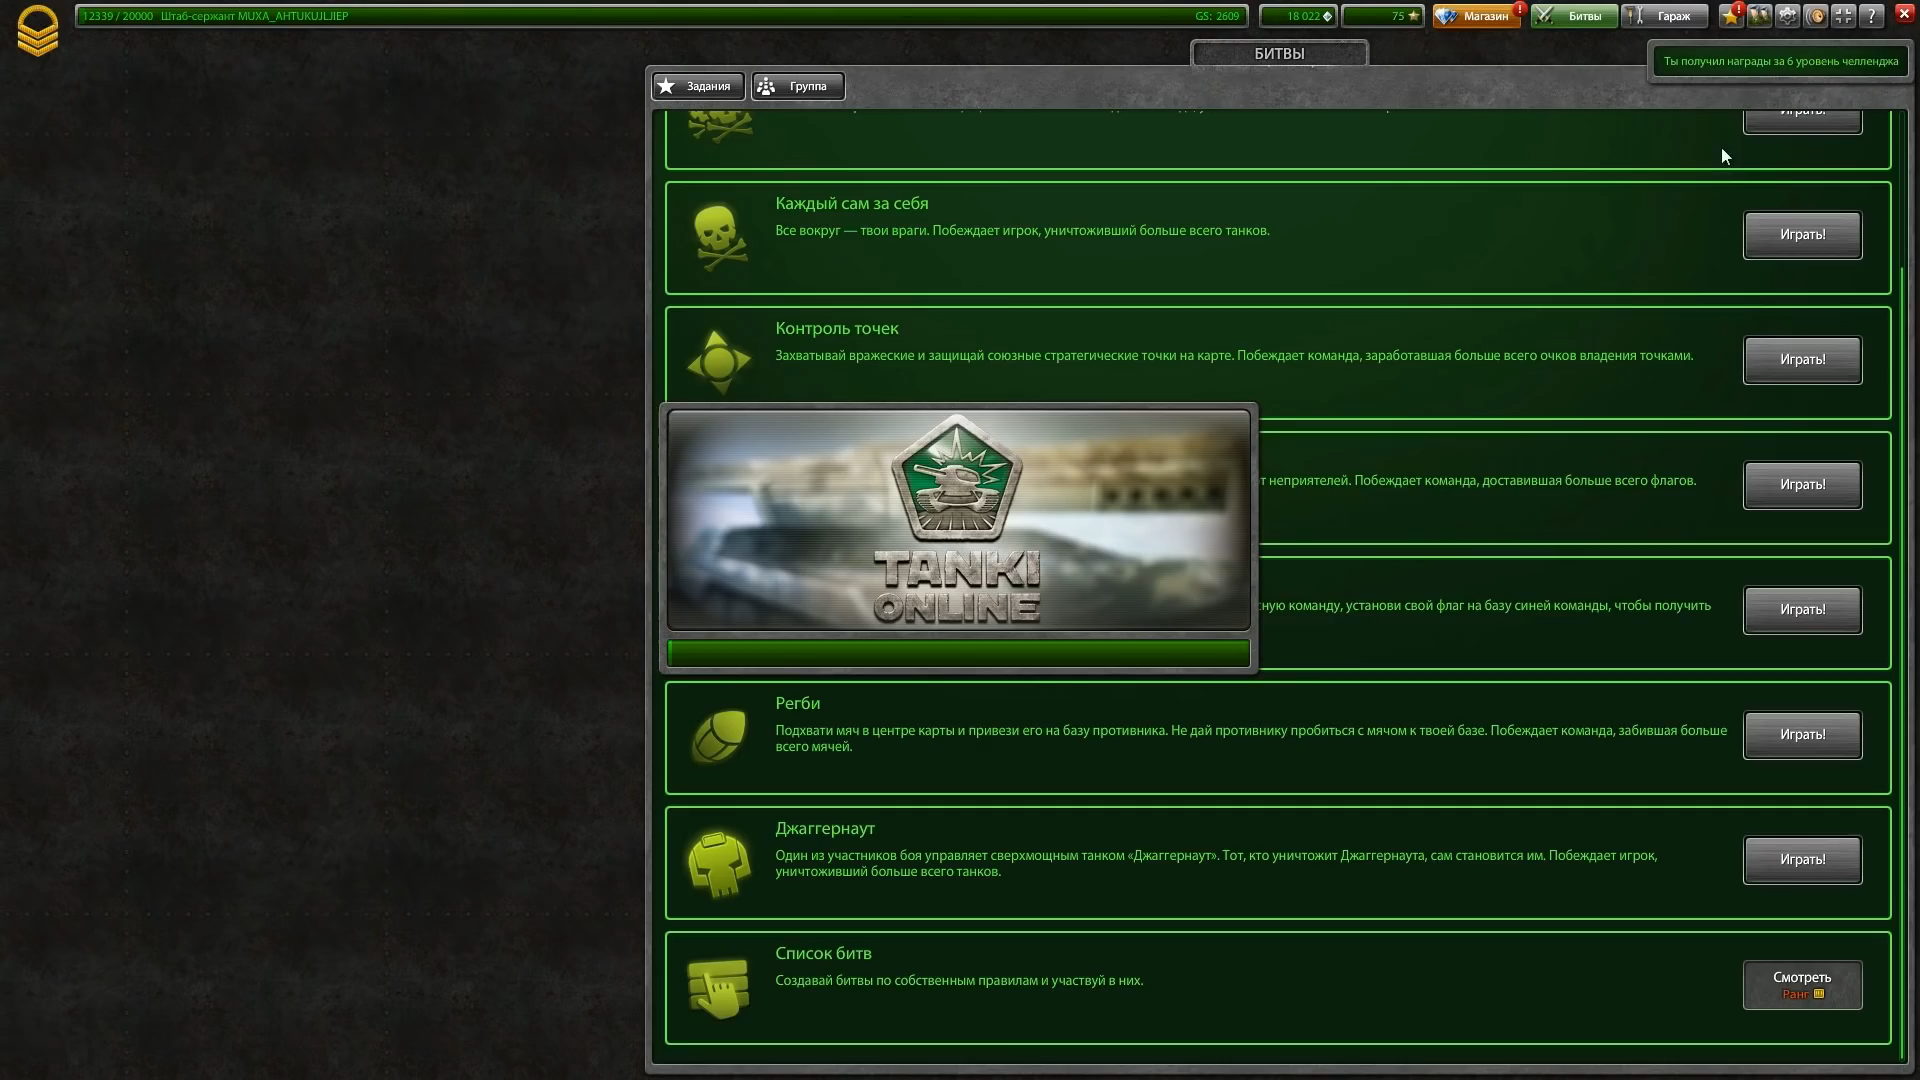 12339 / 20000 Штаб-сержант MUXA_AHTUKUJLJIEP
GS: 2609
18 022
75
Магазин
Битвы
Гараж
?
БИТВЫ
Ты получил награды за 6 уровень челленджа
Задания
Группа
Играть!
Каждый сам за себя
Все вокруг — твои враги. Побеждает игрок, уничтоживший больше всего танков.
Играть!
Контроль точек
Захватывай вражеские и защищай союзные стратегические точки на карте. Побеждает команда, заработавшая больше всего очков владения точками.
Играть!
т неприятелей. Побеждает команда, доставившая больше всего флагов.
Играть!
TANKI
ONLINE
сную команду, установи свой флаг на базу синей команды, чтобы получить
Играть!
Регби
Подхвати мяч в центре карты и привези его на базу противника. Не дай противнику пробиться с мячом к твоей базе. Побеждает команда, забившая больше
всего мячей.
Играть!
Джаггернаут
Один из участников боя управляет сверхмощным танком «Джаггернаут». Тот, кто уничтожит Джаггернаута, сам становится им. Побеждает игрок,
уничтоживший больше всего танков.
Играть!
Список битв
Создавай битвы по собственным правилам и участвуй в них.
Смотреть
Ранг